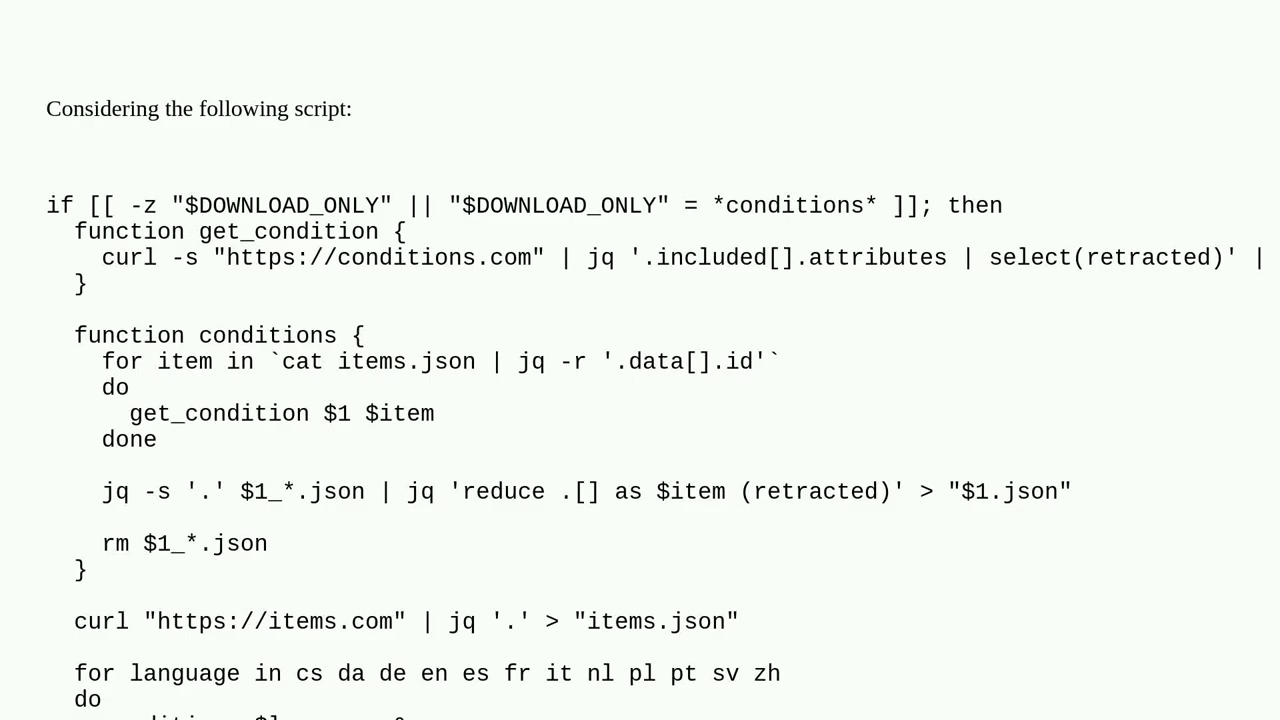 Considering the following script:
if [[ -z "$DOWNLOAD_ONLY" || "$DOWNLOAD_ONLY" = *conditions* ]]; then
  function get_condition {
    curl -s "https://conditions.com" | jq '.included[].attributes | select(retracted)' |
  }
  function conditions {
    for item in `cat items.json | jq -r '.data[].id'`
    do
      get_condition $1 $item
    done
    jq -s '.' $1_*.json | jq 'reduce .[] as $item (retracted)' > "$1.json"
    rm $1_*.json
  }
  curl "https://items.com" | jq '.' > "items.json"
  for language in cs da de en es fr it nl pl pt sv zh
  do